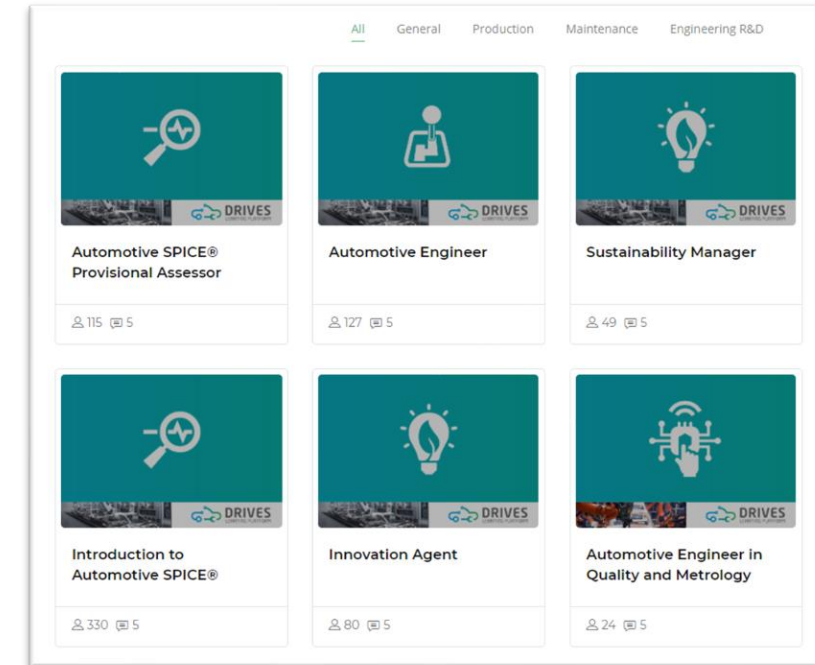 All General Production Maintenance Engineering R&D
DRIVES DRIVES DRIVES
Automotive SPICE®
Provisional Assessor
Automotive Engineer
Sustainability Manager
115 5
127 5
49 5
DRIVES DRIVES DRIVES
Introduction to
Automotive SPICE®
Innovation Agent
Automotive Engineer in
Quality and Metrology
330 5
80 5
24 5